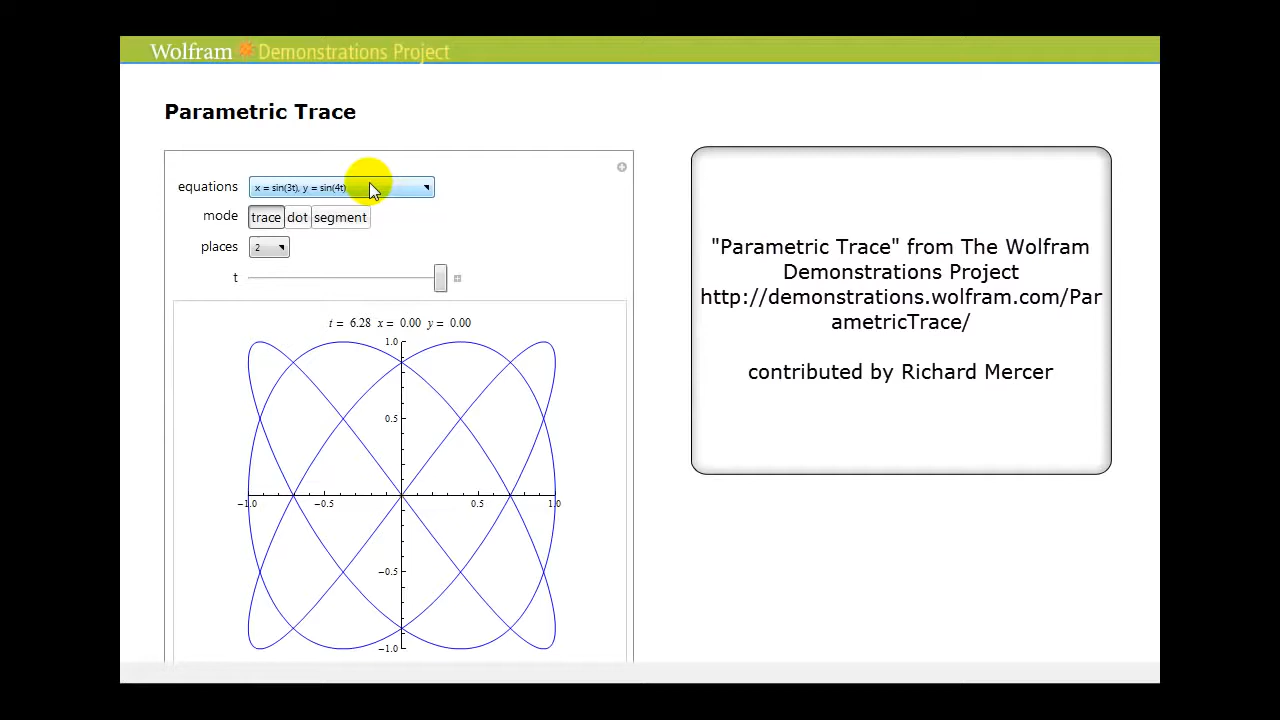 Wolfram Demonstrations Project
Parametric Trace
equations x = sin(3t), y = sin(4t)
mode trace dot segment
places 2
t
t = 6.28 x = 0.00 y = 0.00
1.0
0.5
−1.0 −0.5 0.5 1.0
−0.5
−1.0
"Parametric Trace" from The Wolfram
Demonstrations Project
http://demonstrations.wolfram.com/Par
ametricTrace/
contributed by Richard Mercer